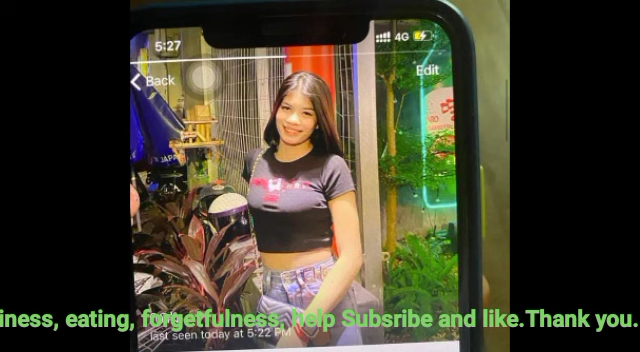 5:27
4G
Back
Edit
JAPA
iness, eating, forgetfulness, help Subsribe and like.Thank you.
last seen today at 5:22 PM